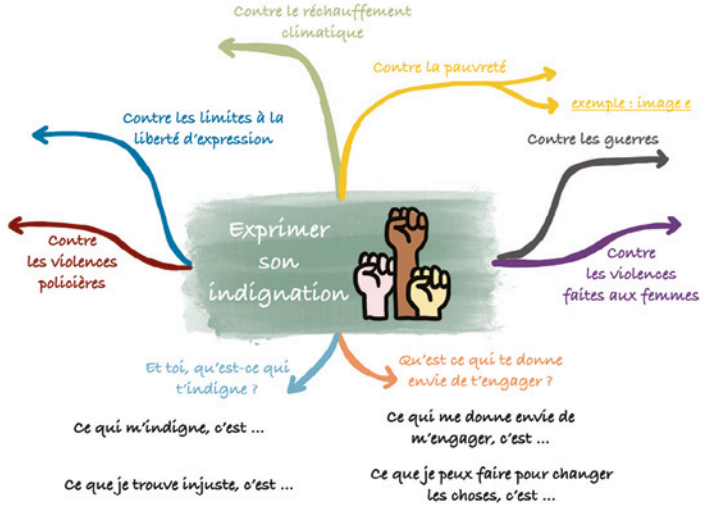 Contre le réchauffement
climatique
Contre la pauvreté
exemple : image e
Contre les limites à la
liberté d'expression
Contre les guerres
Contre
les violences
policières
Exprimer
son
indignation
Contre
les violences
faites aux femmes
Et toi, qu'est-ce qui
t'indigne ?
Qu'est ce qui te donne
envie de t'engager ?
Ce qui m'indigne, c'est ...
Ce qui me donne envie de
m'engager, c'est ...
Ce que je trouve injuste, c'est ...
Ce que je peux faire pour changer
les choses, c'est ...